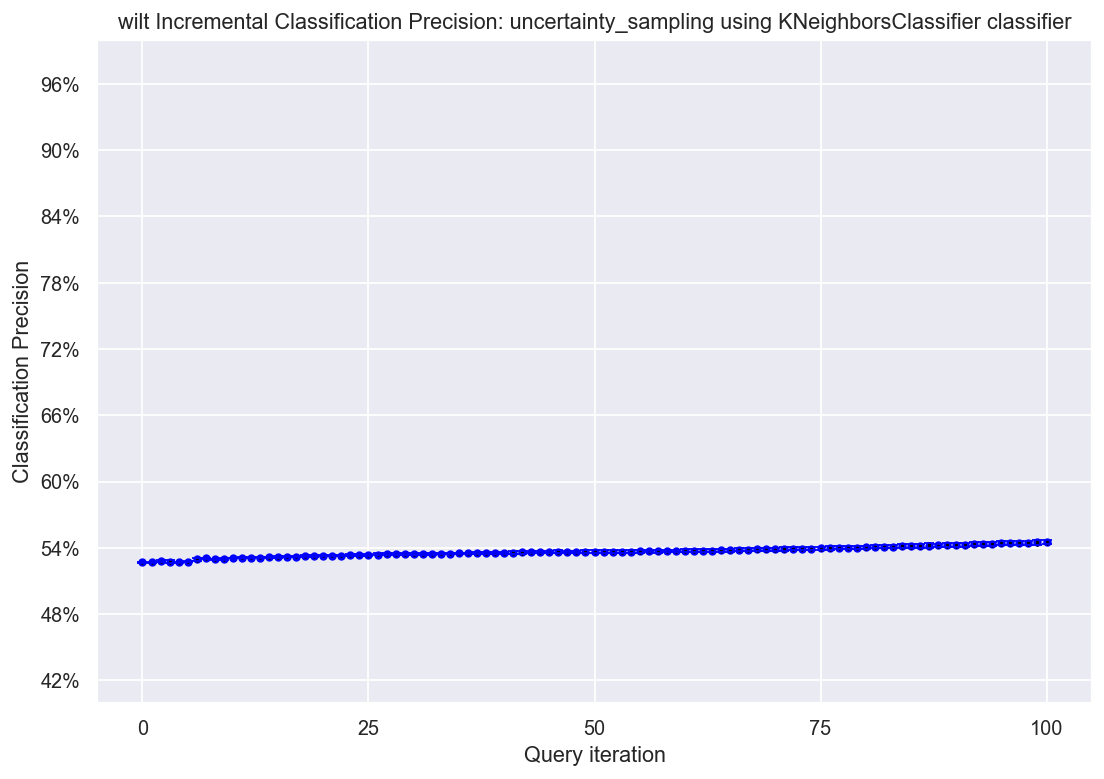 wilt Incremental Classification Precision: uncertainty_sampling using KNeighborsClassifier classifier
96%
90%
84%
78%
72%
66%
60%
54%
48%
42%
Classification Precision
0 25 50 75 100
Query iteration